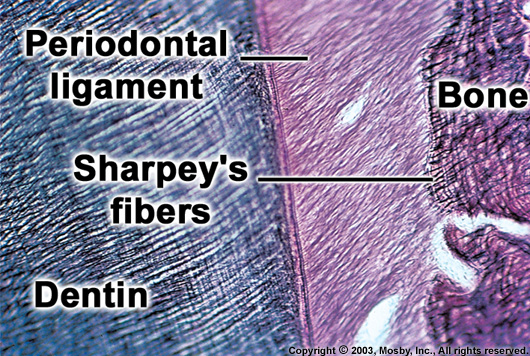 Periodontal
ligament
Bone
Sharpey's
fibers
Dentin
Copyright © 2003, Mosby, Inc., All rights reserved.